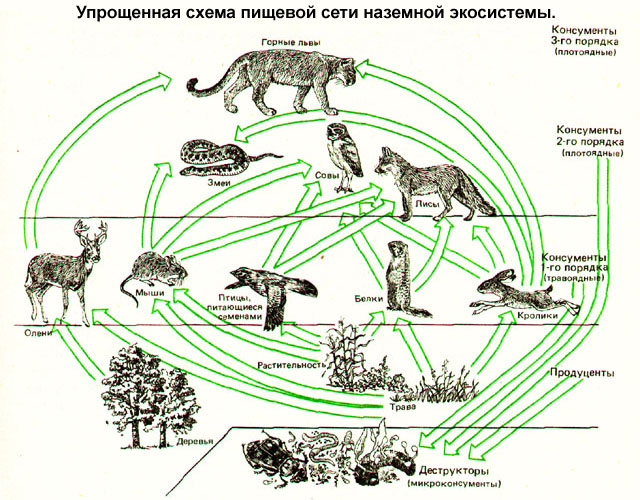 Упрощенная схема пищевой сети наземной экосистемы.
Горные львы
Консументы
3-го порядка
(плотоядные)
Консументы
2-го порядка
(плотоядные)
Змеи
Совы
Лисы
Консументы
1-го порядка
(травоядные)
Мыши
Птицы,
питающиеся
семенами
Белки
Кролики
Олени
Растительность
Продуценты
Трава
Деревья
Деструкторы
(микроконсументы)